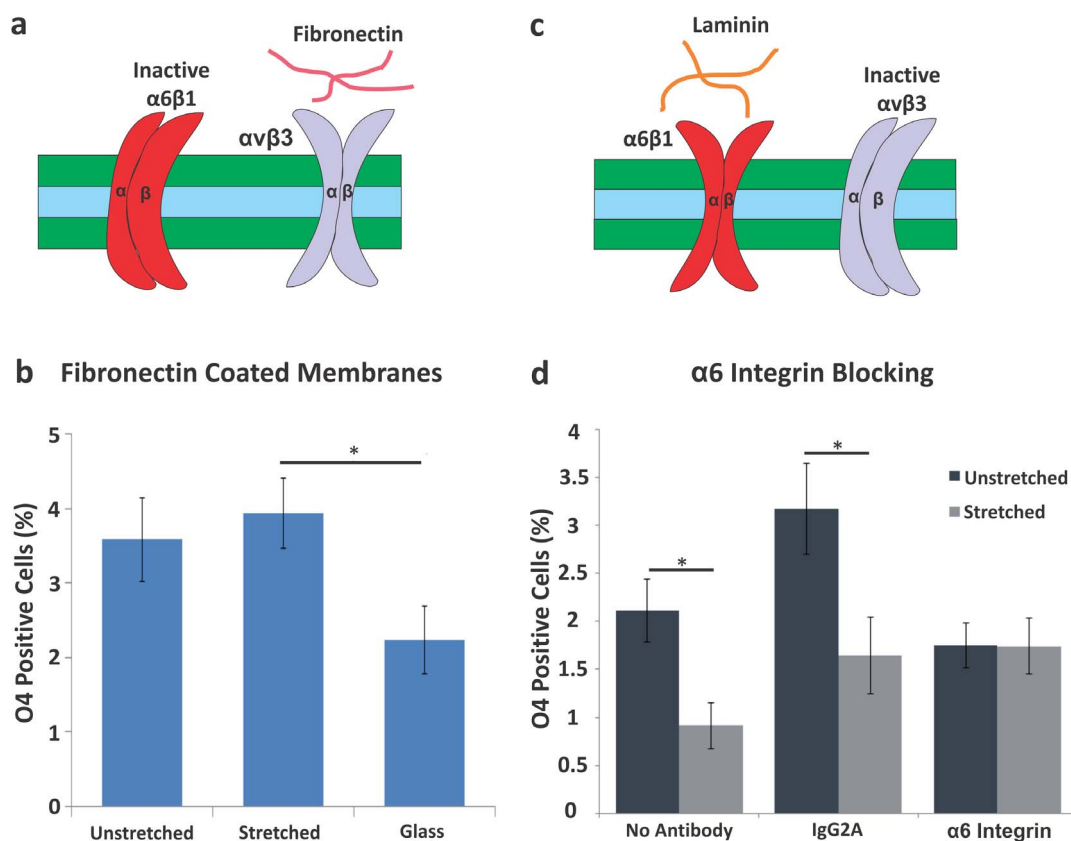 a
Fibronectin
Inactive
α6β1
αvβ3
α
β
α
β
c
Laminin
Inactive
αvβ3
α6β1
α
β
α
β
b Fibronectin Coated Membranes
O4 Positive Cells (%)
5
4
3
2
1
0
*
Unstretched
Stretched
Glass
d α6 Integrin Blocking
O4 Positive Cells (%)
4
3.5
3
2.5
2
1.5
1
0.5
0
*
*
Unstretched
Stretched
No Antibody
IgG2A
α6 Integrin